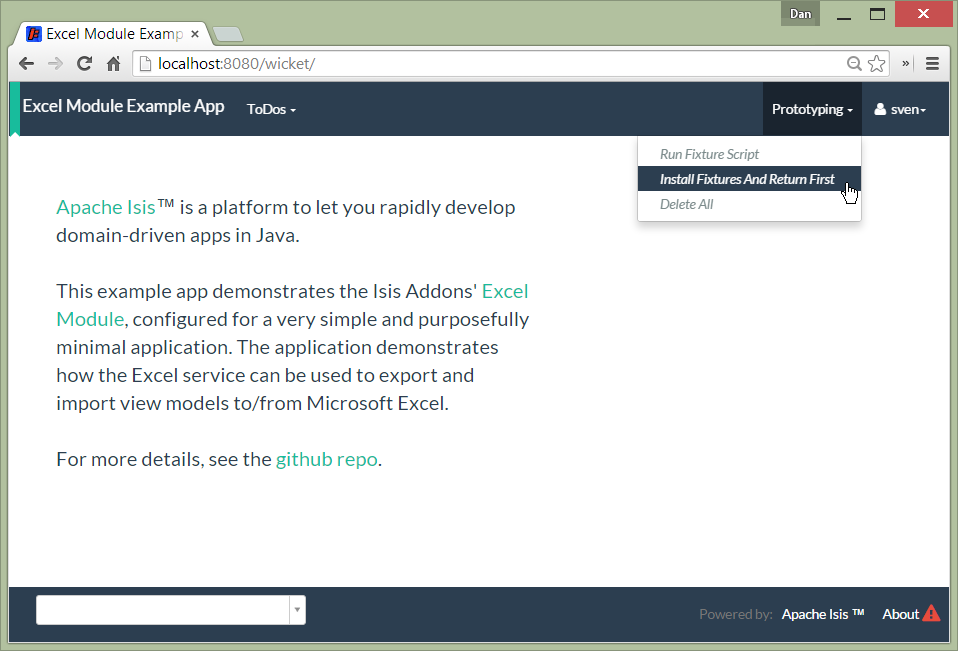 Dan
Excel Module Examp
localhost:8080/wicket/
»
Excel Module Example App ToDos Prototyping sven
Run Fixture Script
Install Fixtures And Return First
Delete All
Apache Isis™ is a platform to let you rapidly develop
domain-driven apps in Java.
This example app demonstrates the Isis Addons' Excel
Module, configured for a very simple and purposefully
minimal application. The application demonstrates
how the Excel service can be used to export and
import view models to/from Microsoft Excel.
For more details, see the github repo.
Powered by: Apache Isis ™ About